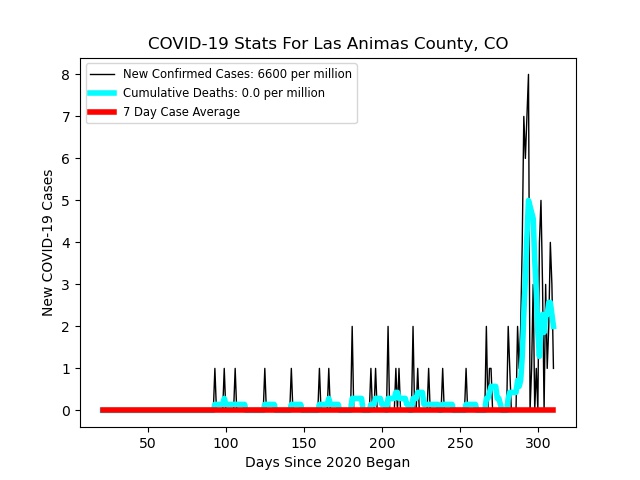 COVID-19 Stats For Las Animas County, CO
New Confirmed Cases: 6600 per million
Cumulative Deaths: 0.0 per million
7 Day Case Average
New COVID-19 Cases
8
7
6
5
4
3
2
1
0
50 100 150 200 250 300
Days Since 2020 Began